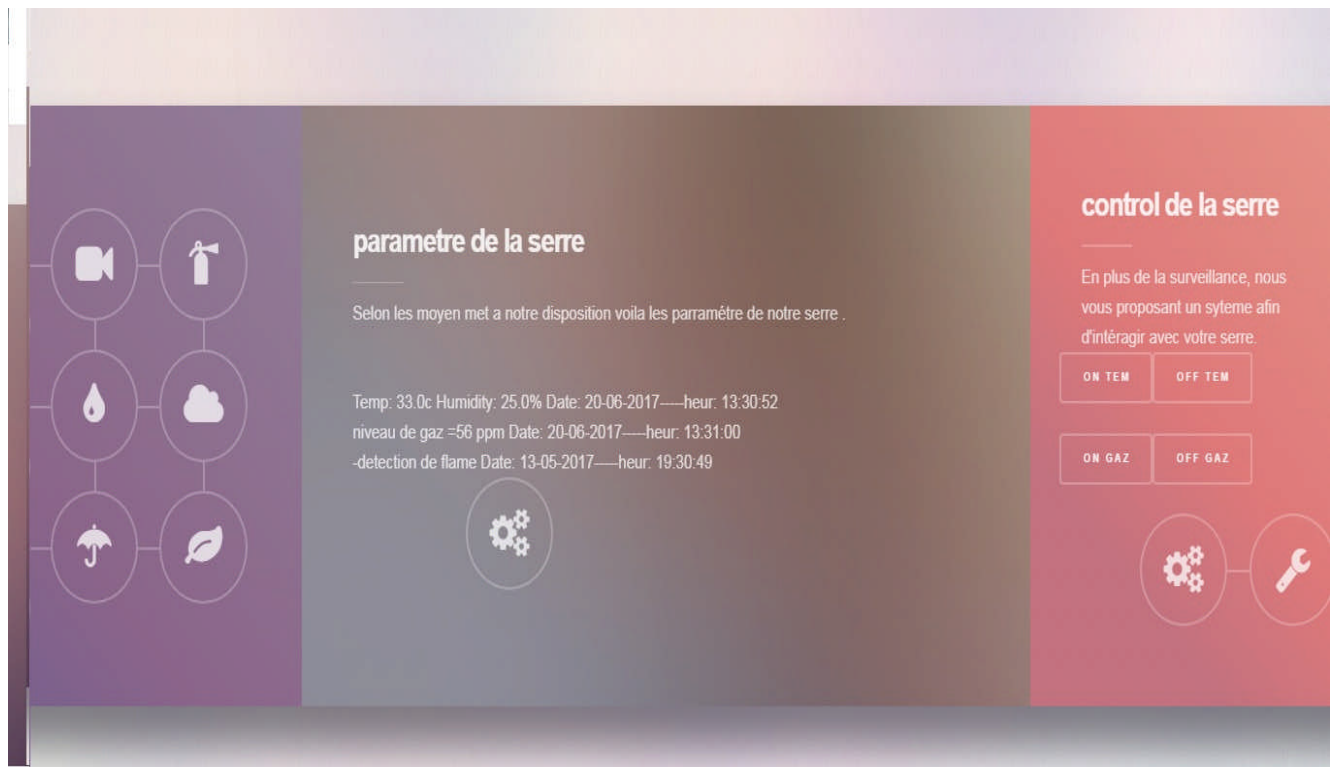 parametre de la serre
Selon les moyen met a notre disposition voila les parramétre de notre serre .
Temp: 33.0c Humidity: 25.0% Date: 20-06-2017-----heur: 13:30:52
niveau de gaz =56 ppm Date: 20-06-2017-----heur: 13:31:00
-detection de flame Date: 13-05-2017-----heur: 19:30:49
control de la serre
En plus de la surveillance, nous
vous proposant un syteme afin
d'intéragir avec votre serre.
ON TEM OFF TEM
ON GAZ OFF GAZ